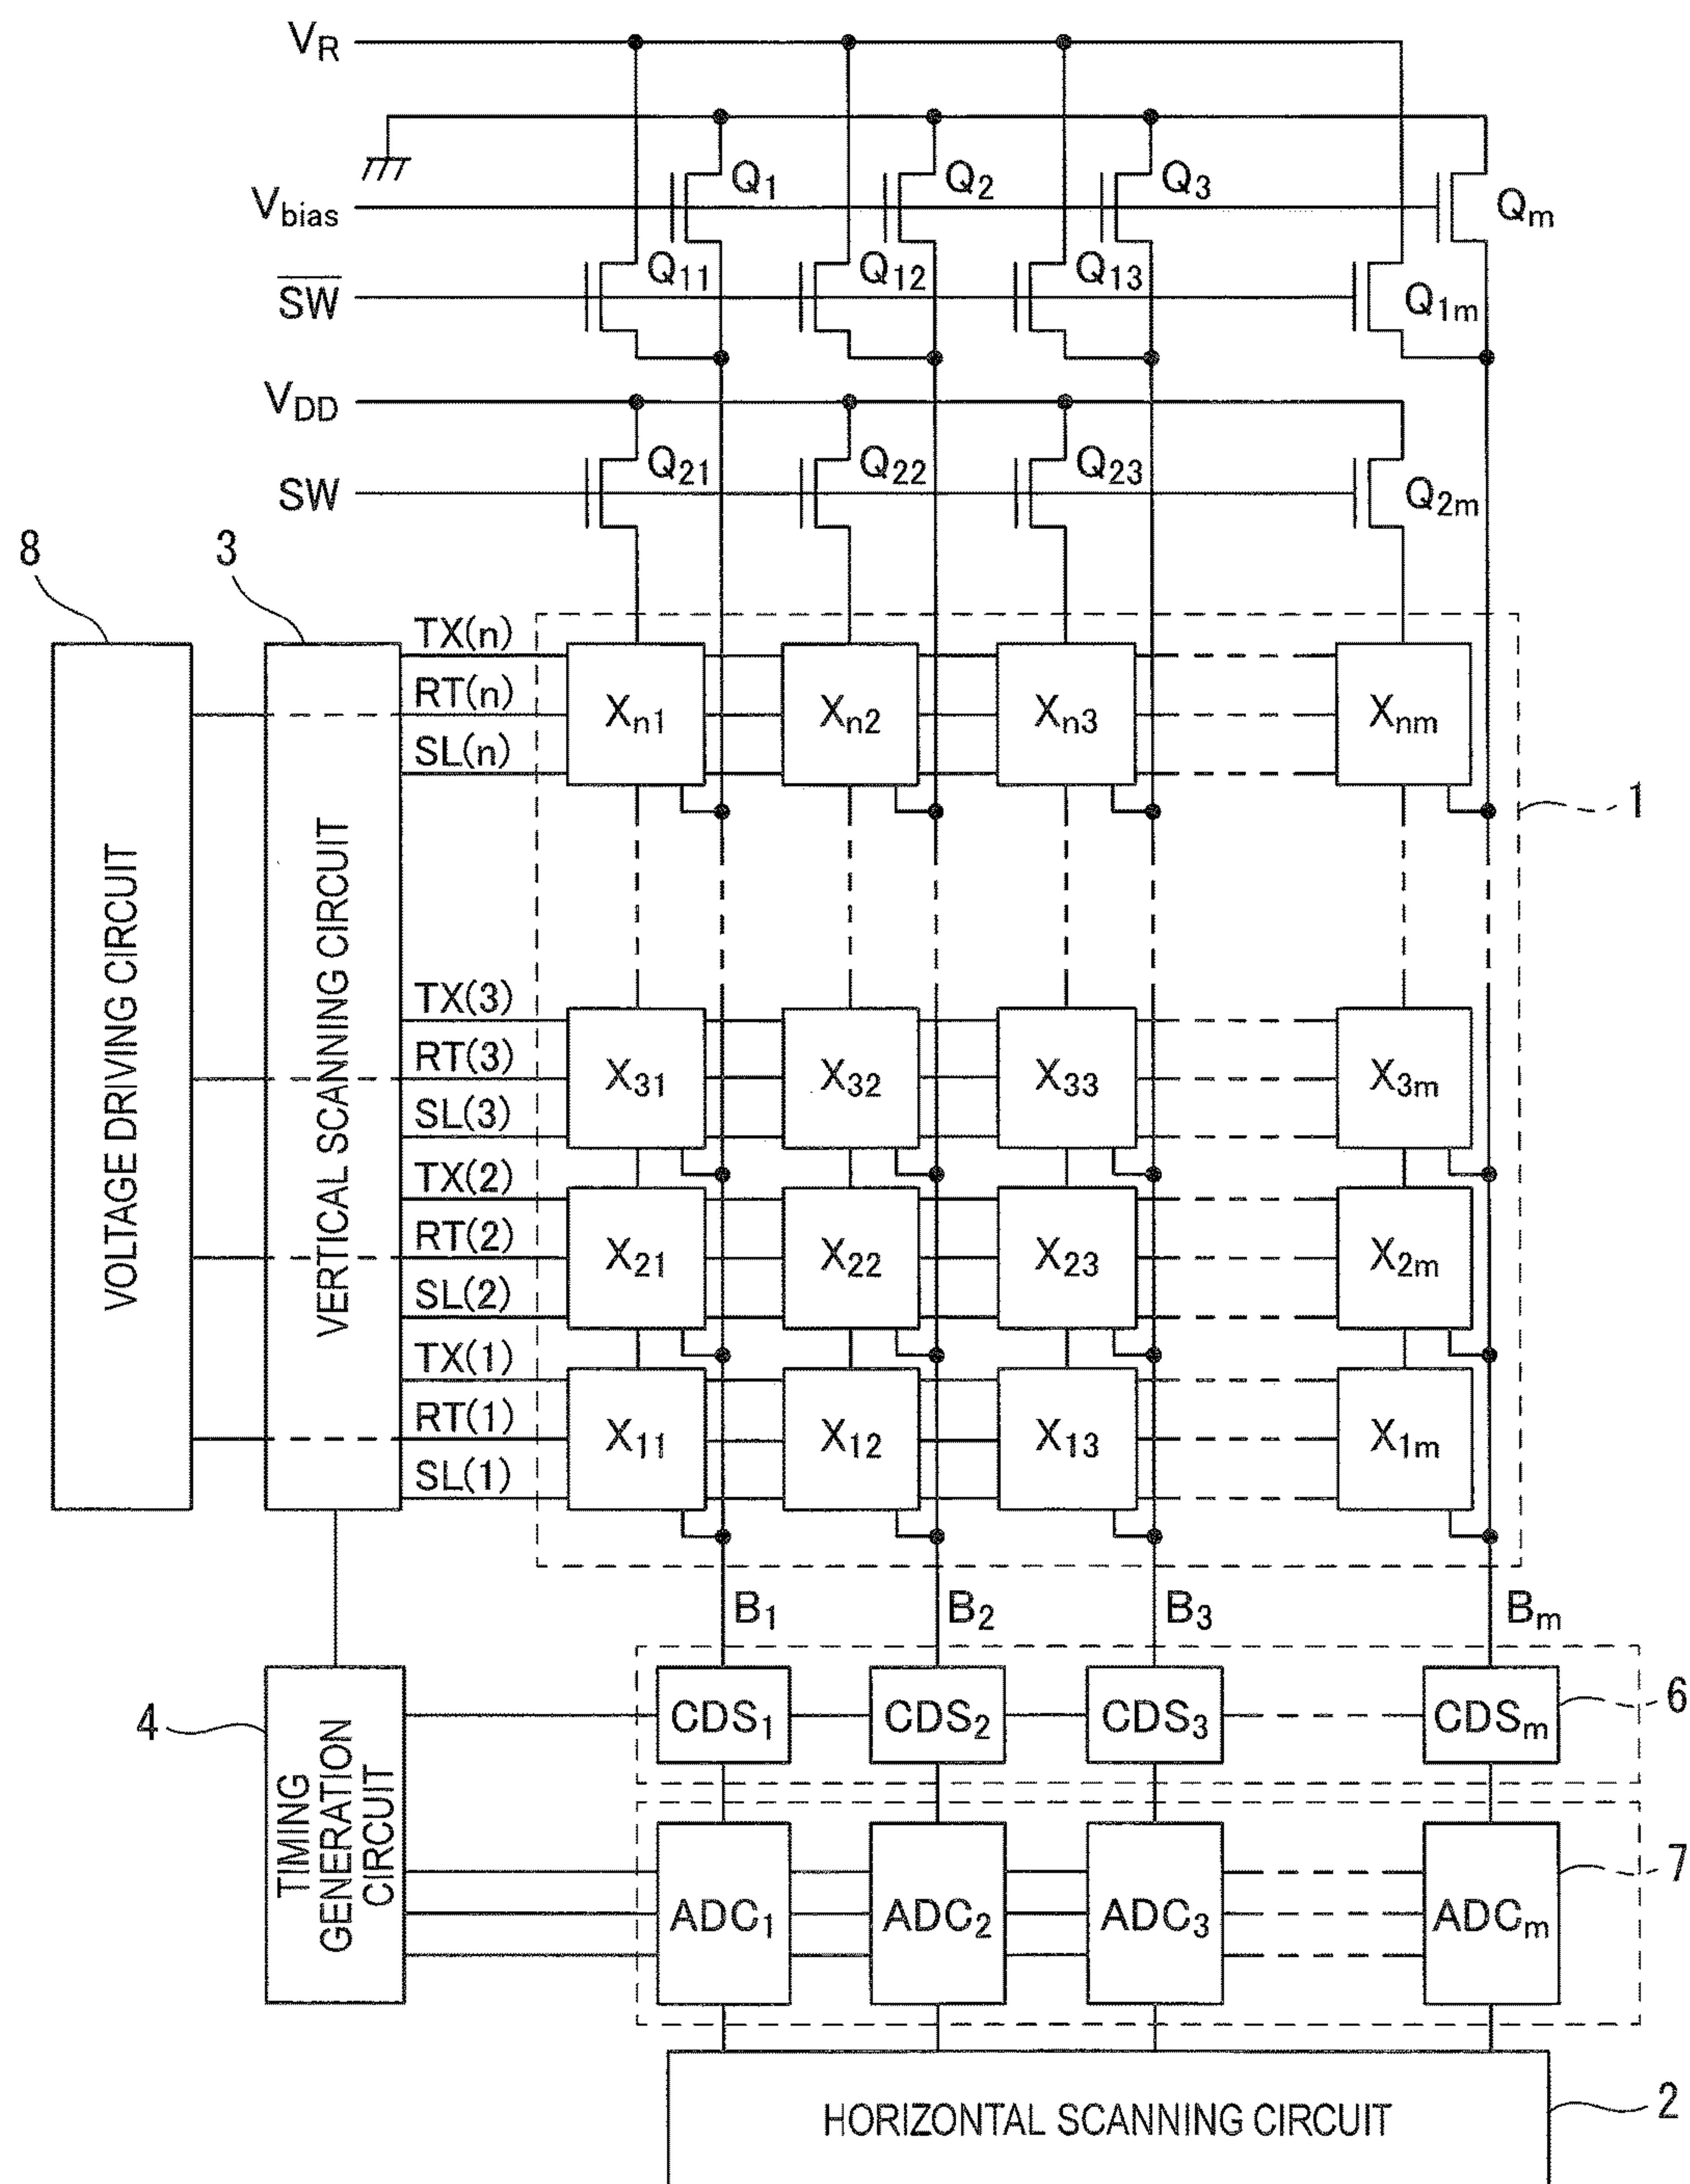 V_R
Q_1 Q_2 Q_3 Q_m
V_bias
Q_11 Q_12 Q_13 Q_1m
S̅W̅
V_DD
Q_21 Q_22 Q_23 Q_2m
SW
8 3
TX(n)
RT(n) X_n1 X_n2 X_n3 X_nm
SL(n)
1
VOLTAGE DRIVING CIRCUIT
VERTICAL SCANNING CIRCUIT
TX(3)
RT(3) X_31 X_32 X_33 X_3m
SL(3)
TX(2)
RT(2) X_21 X_22 X_23 X_2m
SL(2)
TX(1)
RT(1) X_11 X_12 X_13 X_1m
SL(1)
B_1 B_2 B_3 B_m
4
TIMING
GENERATION
CIRCUIT
CDS_1 CDS_2 CDS_3 CDS_m 6
ADC_1 ADC_2 ADC_3 ADC_m 7
HORIZONTAL SCANNING CIRCUIT 2